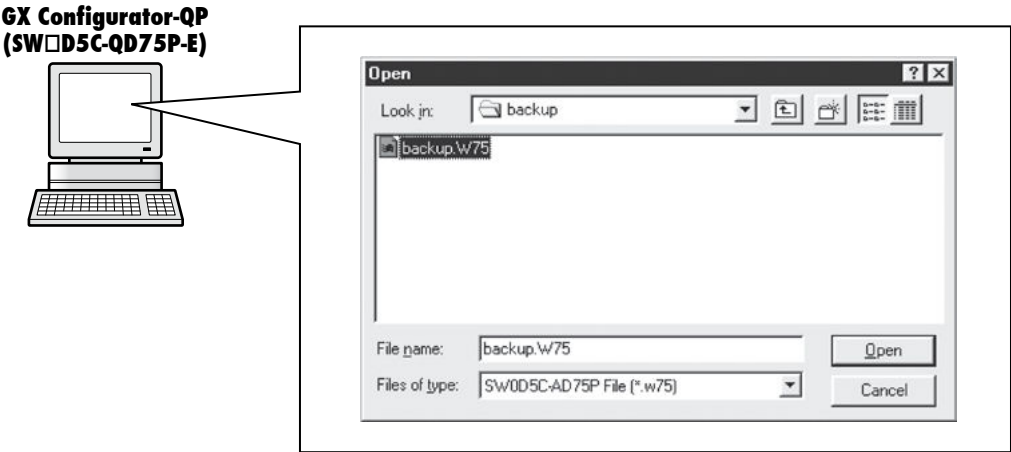 GX Configurator-QP
(SW□D5C-QD75P-E)
Open
Look in: backup
backup.W75
File name: backup.W75
Open
Files of type: SW0D5C-AD75P File (*.w75)
Cancel